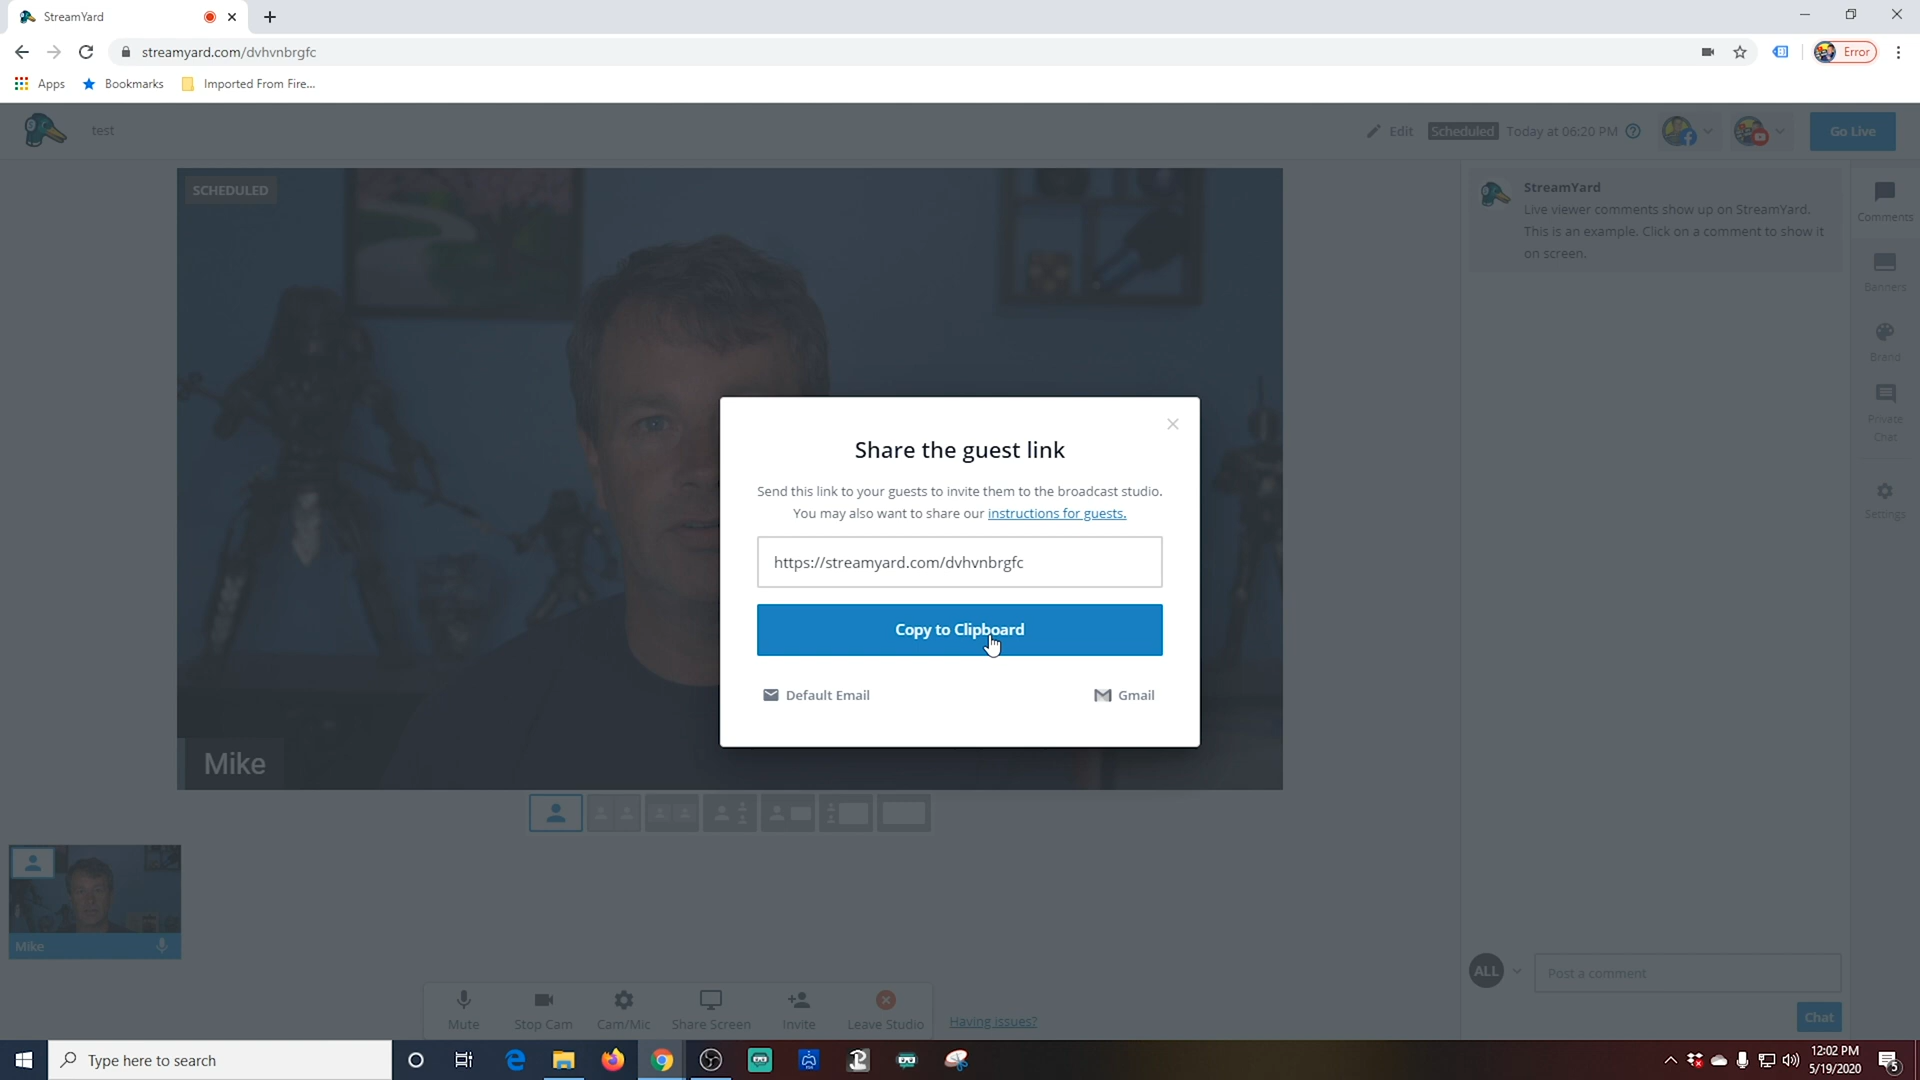 StreamYard
streamyard.com/dvhvnbrgfc
Error
Apps
Bookmarks
Imported From Fire...
test
Edit
Scheduled
Today at 06:20 PM
Go Live
SCHEDULED
StreamYard
Live viewer comments show up on StreamYard.
This is an example. Click on a comment to show it
on screen.
Comments
Banners
Brand
Private
Chat
Settings
Share the guest link
Send this link to your guests to invite them to the broadcast studio.
You may also want to share our instructions for guests.
https://streamyard.com/dvhvnbrgfc
Copy to Clipboard
Default Email
Gmail
Mike
Mike
ALL
Post a comment
Chat
Mute
Stop Cam
Cam/Mic
Share Screen
Invite
Leave Studio
Having issues?
Type here to search
12:02 PM
5/19/2020
5